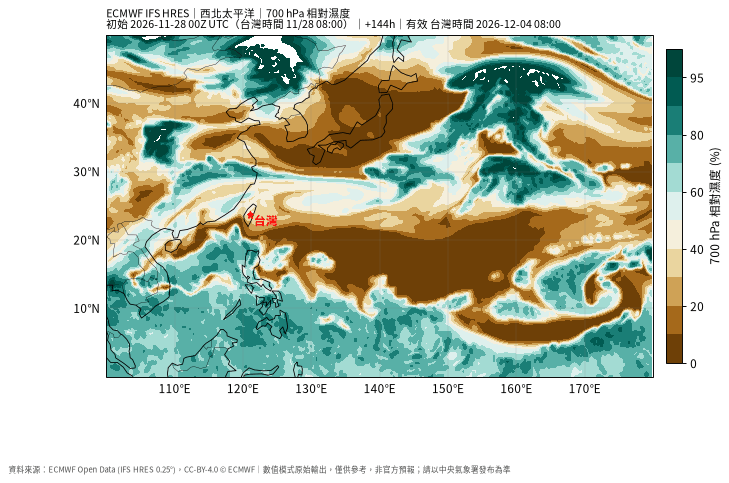 ECMWF IFS HRES｜西北太平洋｜700 hPa 相對濕度
初始 2026-11-28 00Z UTC（台灣時間 11/28 08:00）｜+144h｜有效 台灣時間 2026-12-04 08:00
40°N
30°N
20°N
10°N
110°E
120°E
130°E
140°E
150°E
160°E
170°E
台灣
95
80
60
40
20
0
700 hPa 相對濕度 (%)
資料來源：ECMWF Open Data (IFS HRES 0.25°)，CC-BY-4.0 © ECMWF｜數值模式原始輸出，僅供參考，非官方預報；請以中央氣象署發布為準